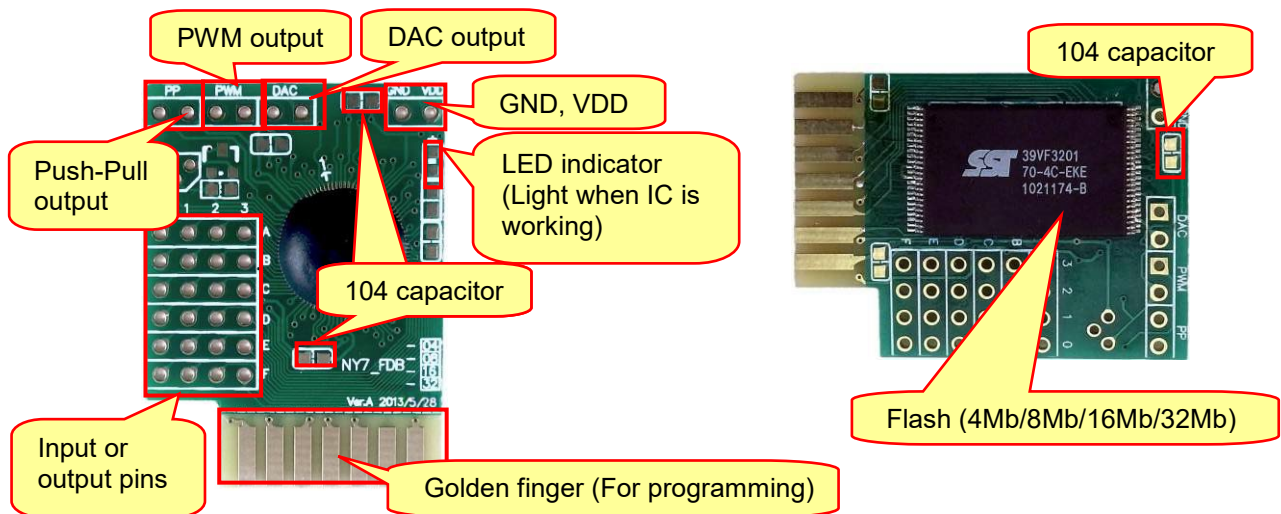 PWM output
DAC output
104 capacitor
PP
PWM
DAC
GND
VDD
GND, VDD
Push-Pull
output
LED indicator
(Light when IC is
working)
SST
39VF3201
70-4C-EKE
1021174-B
1
2
3
A
B
C
D
E
F
104 capacitor
NY7_FDB
04
08
16
32
Ver.A 2013/5/28
F
E
D
C
B
3
2
1
0
DAC
PWM
PP
Input or
output pins
Golden finger (For programming)
Flash (4Mb/8Mb/16Mb/32Mb)